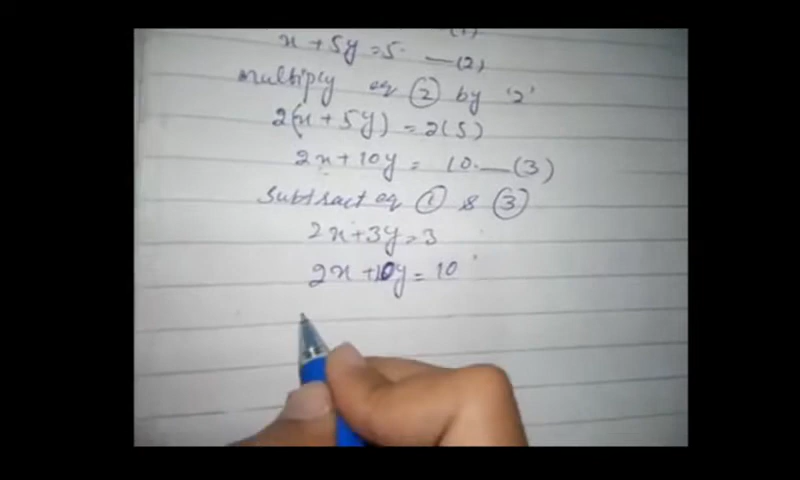 (1)
x + 5y = 5 — (2)
multiply eq ② by '2'
2(x + 5y) = 2(5)
2x + 10y = 10 — (3)
subtract eq ① & ③
2x + 3y = 3
2x + 10y = 10